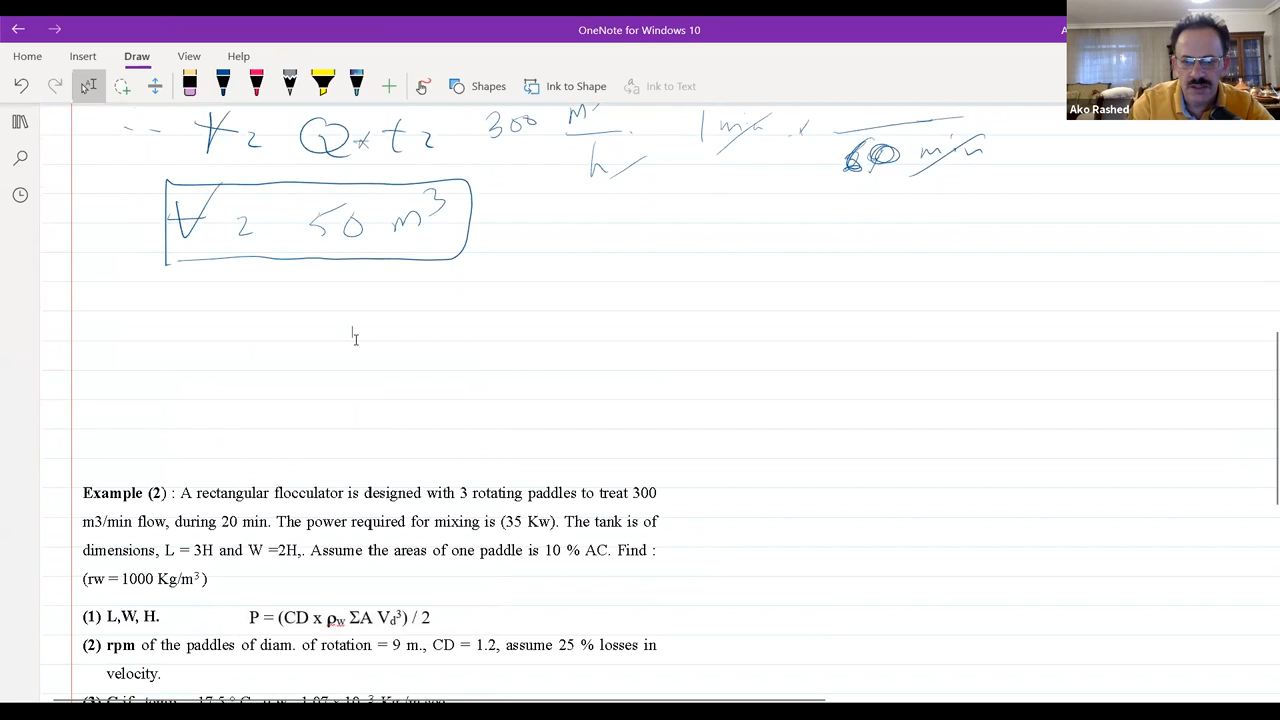 OneNote for Windows 10
A
Home Insert Draw View Help
Shapes Ink to Shape Ink to Text
Ako Rashed
V = Q x t = 300 m³ / h 1 min x / 60 min
V = 50 m³
Example (2) : A rectangular flocculator is designed with 3 rotating paddles to treat 300
m3/min flow, during 20 min. The power required for mixing is (35 Kw). The tank is of
dimensions, L = 3H and W =2H,. Assume the areas of one paddle is 10 % AC. Find :
(rw = 1000 Kg/m³)
(1) L,W, H. P = (CD x ρw ΣA Vd³) / 2
(2) rpm of the paddles of diam. of rotation = 9 m., CD = 1.2, assume 25 % losses in
velocity.